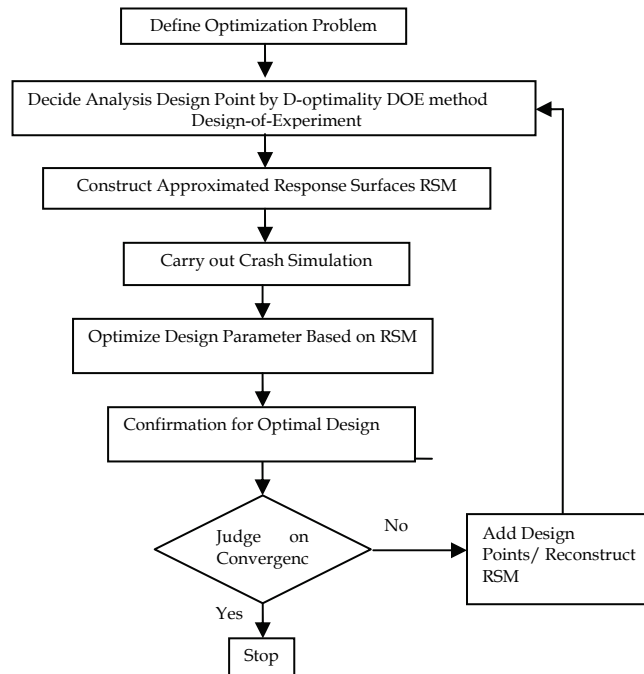 Define Optimization Problem
Decide Analysis Design Point by D-optimality DOE method
Design-of-Experiment
Construct Approximated Response Surfaces RSM
Carry out Crash Simulation
Optimize Design Parameter Based on RSM
Confirmation for Optimal Design
Judge on
Convergenc
No
Add Design
Points/ Reconstruct
RSM
Yes
Stop